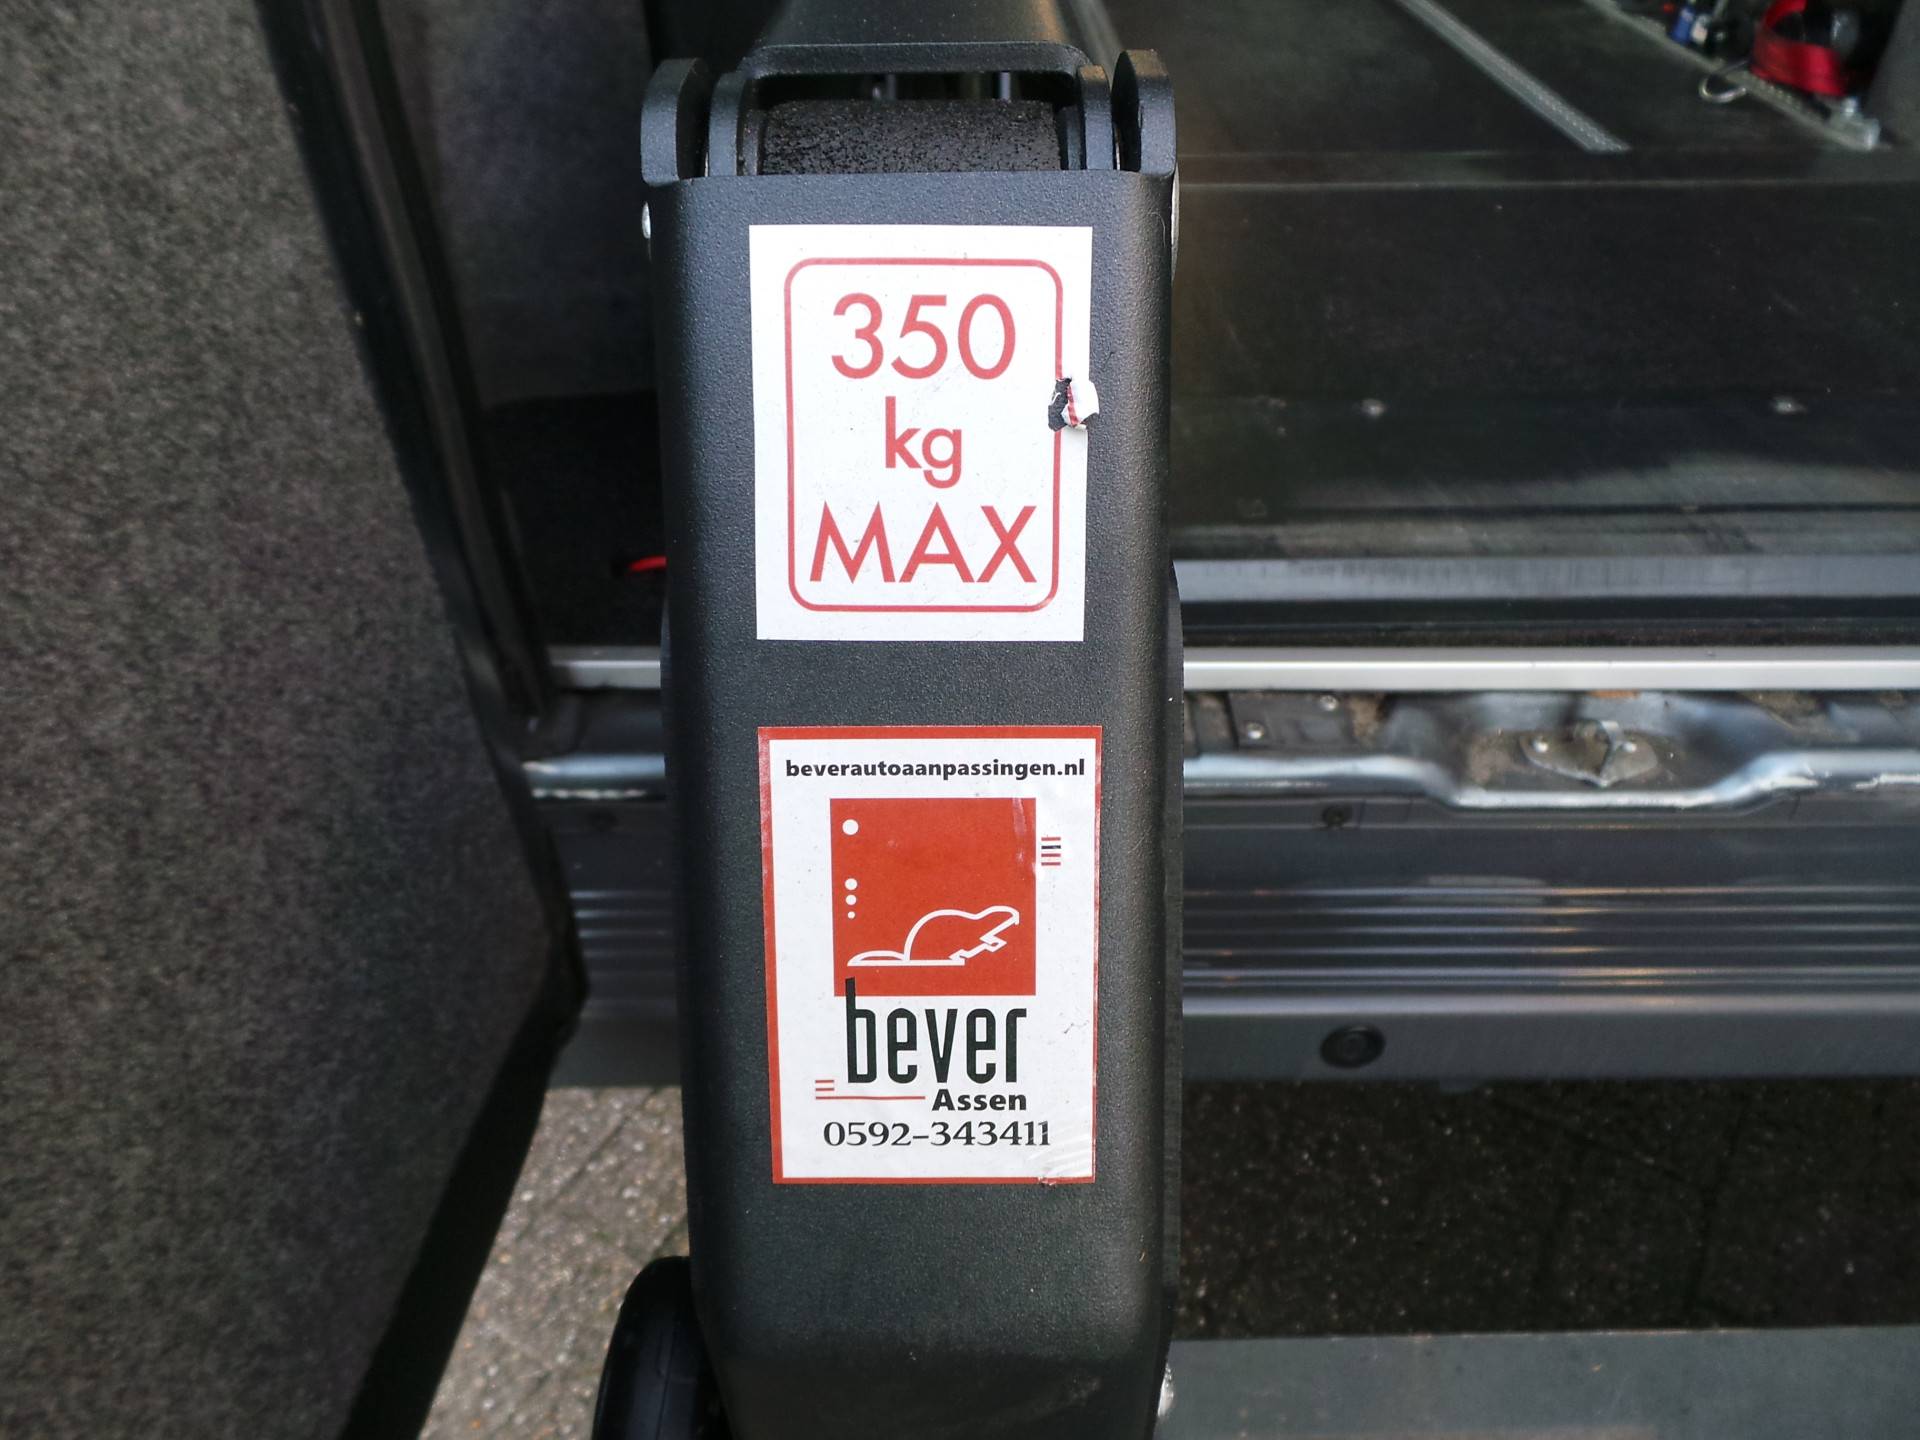 350
kg
MAX
beverautoaanpassingen.nl
bever
Assen
0592-343411